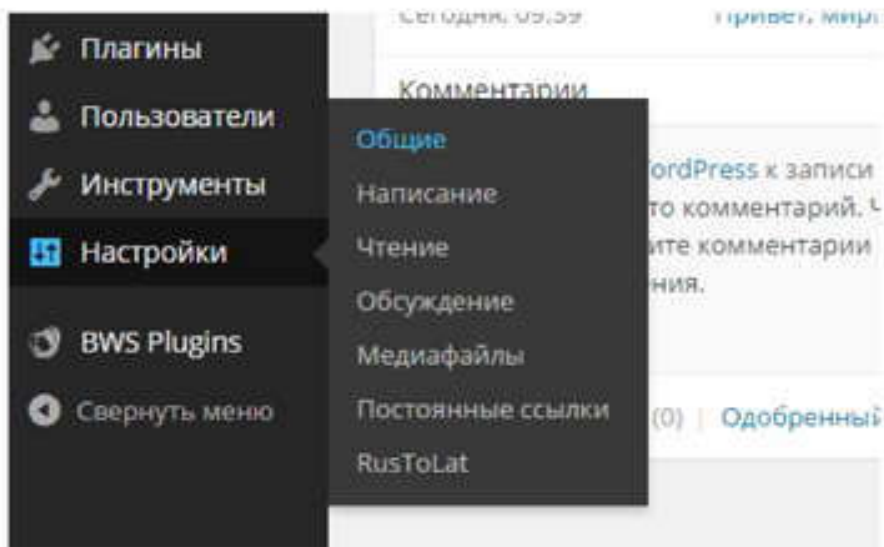 Сегодня, 09:39 Привет, мир!
Плагины
Комментарии
Пользователи
Общие
ordPress к записи
Инструменты
Написание
то комментарий. Ч
Настройки
Чтение
ите комментарии
ния.
Обсуждение
BWS Plugins
Медиафайлы
Свернуть меню
Постоянные ссылки
(0) | Одобренный
RusToLat